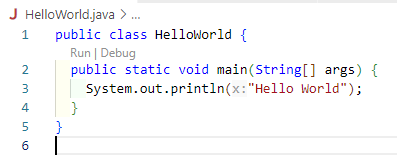 J HelloWorld.java > ...
1 public class HelloWorld {
Run | Debug
2 public static void main(String[] args) {
3 System.out.println(x:"Hello World");
4 }
5 }
6